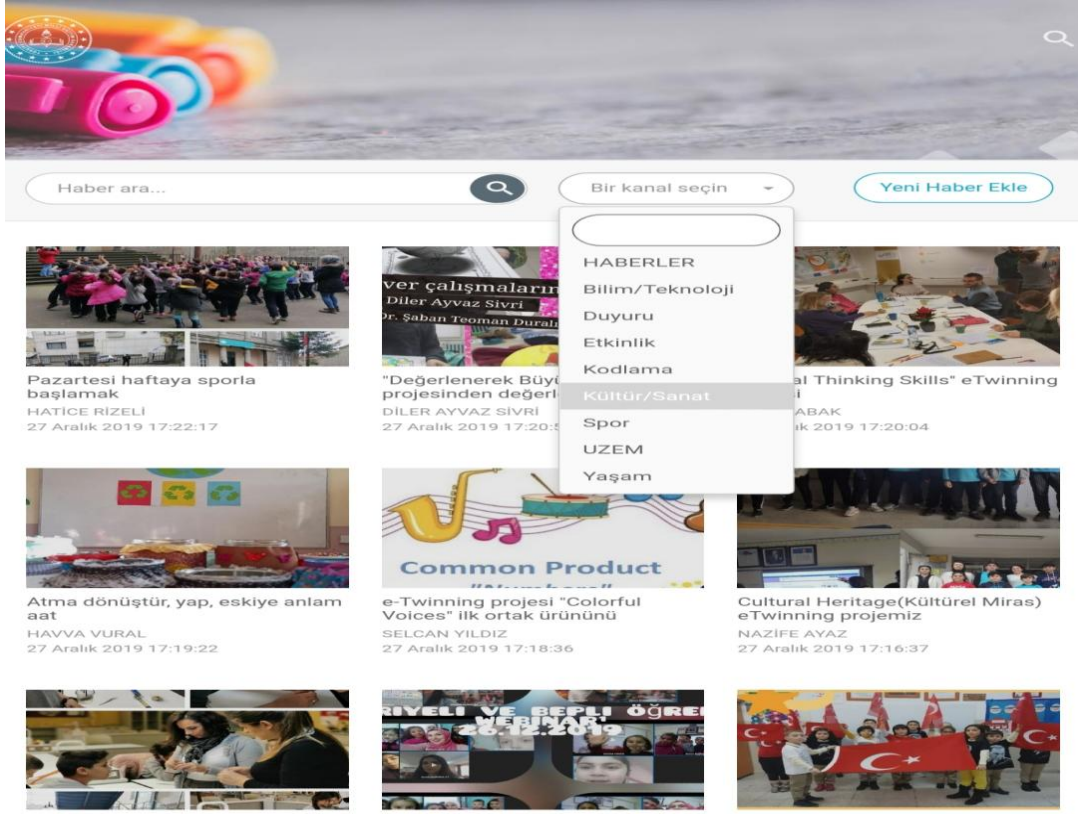 Haber ara...
Bir kanal seçin
Yeni Haber Ekle
HABERLER
Bilim/Teknoloji
Duyuru
Etkinlik
Kodlama
Kültür/Sanat
Spor
UZEM
Yaşam
Pazartesi haftaya sporla
başlamak
HATİCE RİZELİ
27 Aralık 2019 17:22:17
ver çalışmaların
Diler Ayvaz Sivri
Dr. Şaban Teoman Duralı
"Değerlenerek Büyü
projesinden değerl
DİLER AYVAZ SİVRİ
27 Aralık 2019 17:20:5
al Thinking Skills" eTwinning
ABAK
ık 2019 17:20:04
Atma dönüştür, yap, eskiye anlam
aat
HAVVA VURAL
27 Aralık 2019 17:19:22
Common Product
"Numbers"
e-Twinning projesi "Colorful
Voices" ilk ortak ürününü
SELCAN YILDIZ
27 Aralık 2019 17:18:36
Cultural Heritage(Kültürel Miras)
eTwinning projemiz
NAZİFE AYAZ
27 Aralık 2019 17:16:37
RİYELİ VE BEPLİ ÖĞRE
WEBINAR'
26.12.2019